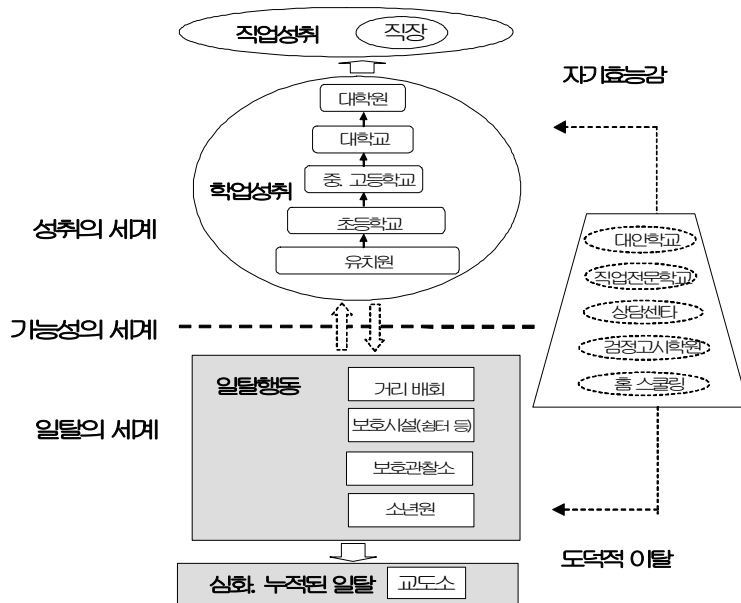 직업성취 직장
자기효능감
대학원
대학교
중. 고등학교
학업성취
초등학교
유치원
성취의 세계
대안학교
직업전문학교
상담센타
검정고시학원
홈 스쿨링
가능성의 세계
일탈행동
거리 배회
보호시설(쉼터 등)
일탈의 세계
보호관찰소
소년원
도덕적 이탈
심화. 누적된 일탈 교도소